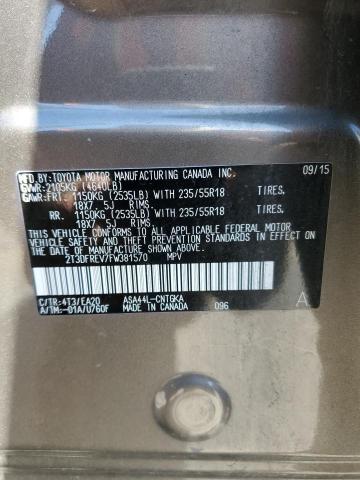 MFD.BY:TOYOTA MOTOR MANUFACTURING CANADA INC. 09/15
GVWR:2105KG (4640LB)
GAWR:FRT. 1150KG (2535LB) WITH 235/55R18 TIRES.
18X7.5J RIMS.
RR. 1150KG (2535LB) WITH 235/55R18 TIRES.
18X7.5J RIMS.
THIS VEHICLE CONFORMS TO ALL APPLICABLE FEDERAL MOTOR
VEHICLE SAFETY STANDARDS IN EFFECT ON THE DATE OF
MANUFACTURE SHOWN ABOVE.
2T3DFREV7FW381570 MPV
C/TR:4T3/EA20 ASA44L-CNTGKA A
A/TM:-01A/U760F MADE IN CANADA 096